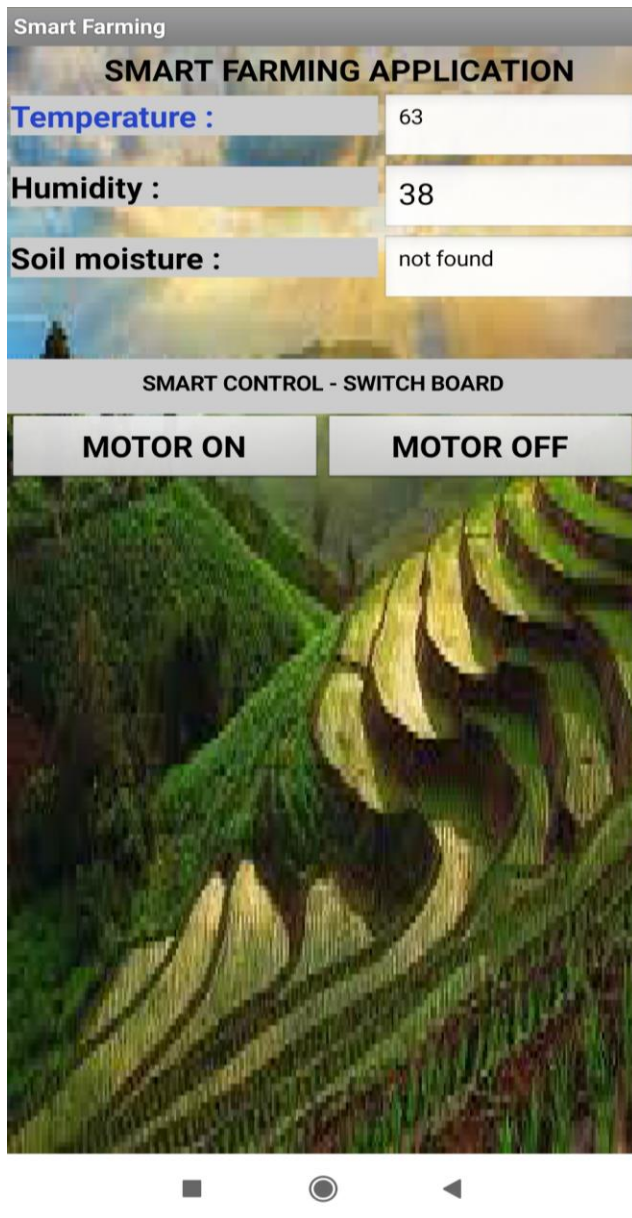 Smart Farming
SMART FARMING APPLICATION
Temperature : 63
Humidity : 38
Soil moisture : not found
SMART CONTROL - SWITCH BOARD
MOTOR ON MOTOR OFF